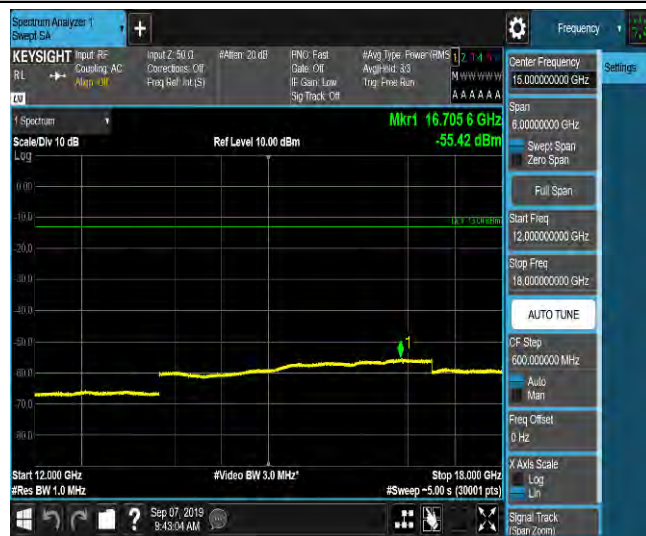 Spectrum Analyzer 1
Swept SA
+
Frequency
KEYSIGHT
RL
Input: RF
Coupling: AC
Align: Off
Input Z: 50 Ω
Corrections: Off
Freq Ref: Int (S)
#Atten: 20 dB
PNO: Fast
Gate: Off
IF Gain: Low
Sig Track: Off
#Avg Type: Power (RMS
Avg|Hold: 3/3
Trig: Free Run
M W W W W W
A A A A A A
1 Spectrum
Scale/Div 10 dB
Log
Ref Level 10.00 dBm
Mkr1 16.705 6 GHz
-55.42 dBm
0.00
-10.0
-20.0
-30.0
-40.0
-50.0
-60.0
-70.0
-80.0
1
Start 12.000 GHz
#Res BW 1.0 MHz
#Video BW 3.0 MHz*
Stop 18.000 GHz
#Sweep ~5.00 s (30001 pts)
Sep 07, 2019
9:43:04 AM
Settings
Center Frequency
15.000000000 GHz
Span
6.00000000 GHz
Swept Span
Zero Span
Full Span
Start Freq
12.000000000 GHz
Stop Freq
18.000000000 GHz
AUTO TUNE
CF Step
600.000000 MHz
Auto
Man
Freq Offset
0 Hz
X Axis Scale
Log
Lin
Signal Track
(Span Zoom)